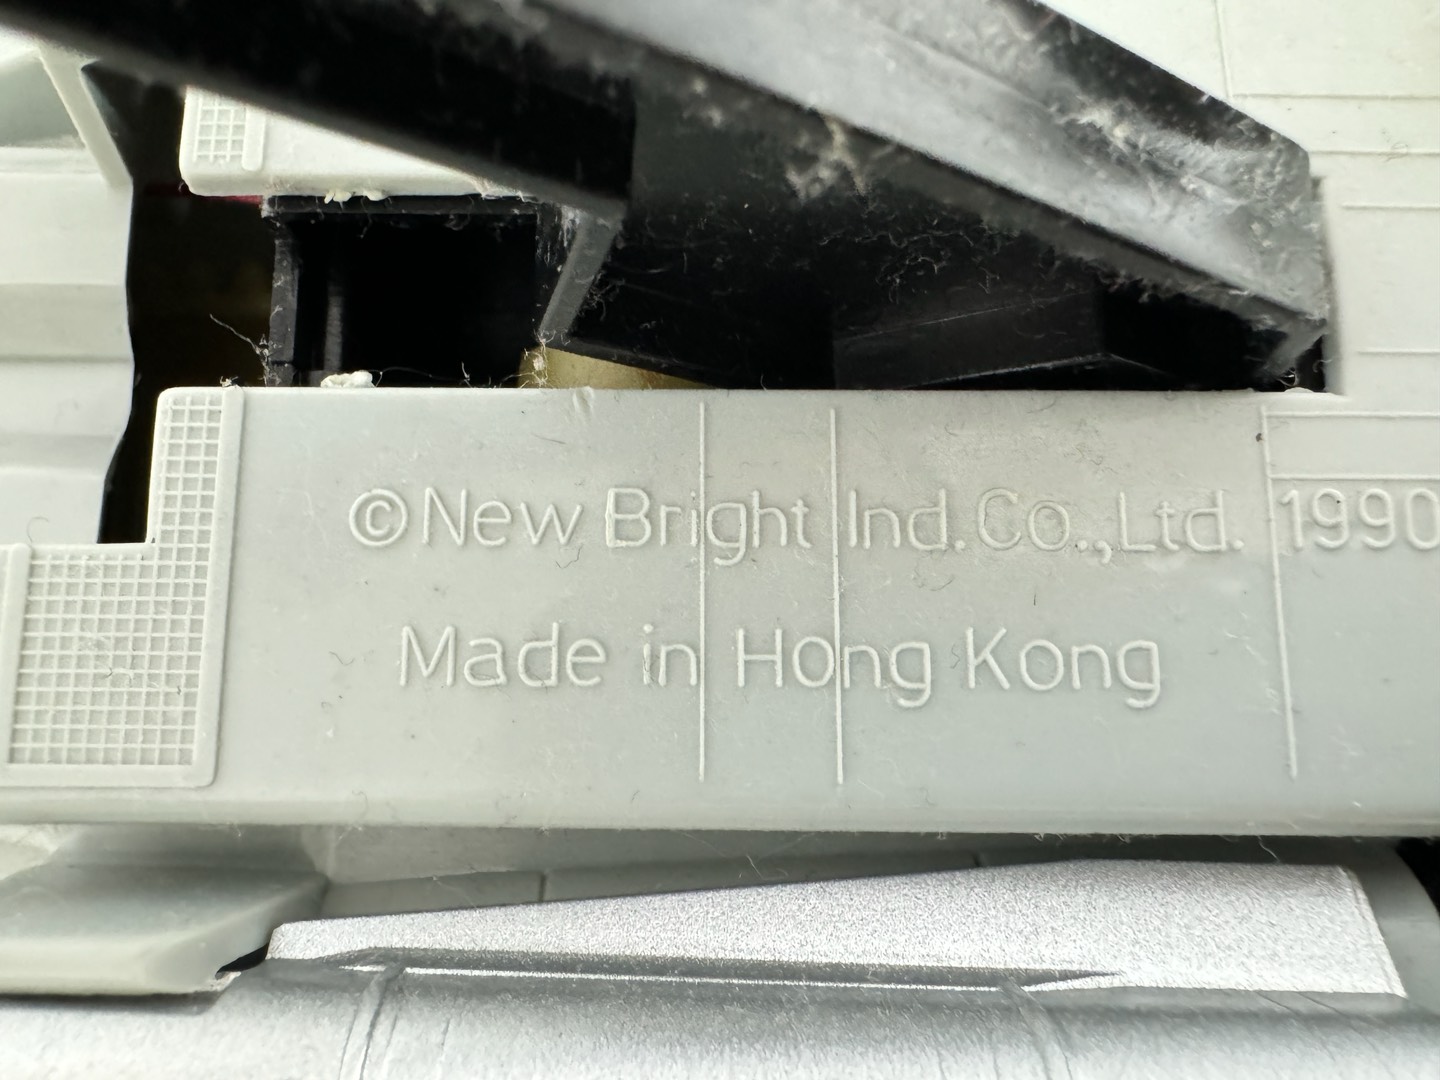 ©New Bright Ind. Co., Ltd. 1990
Made in Hong Kong